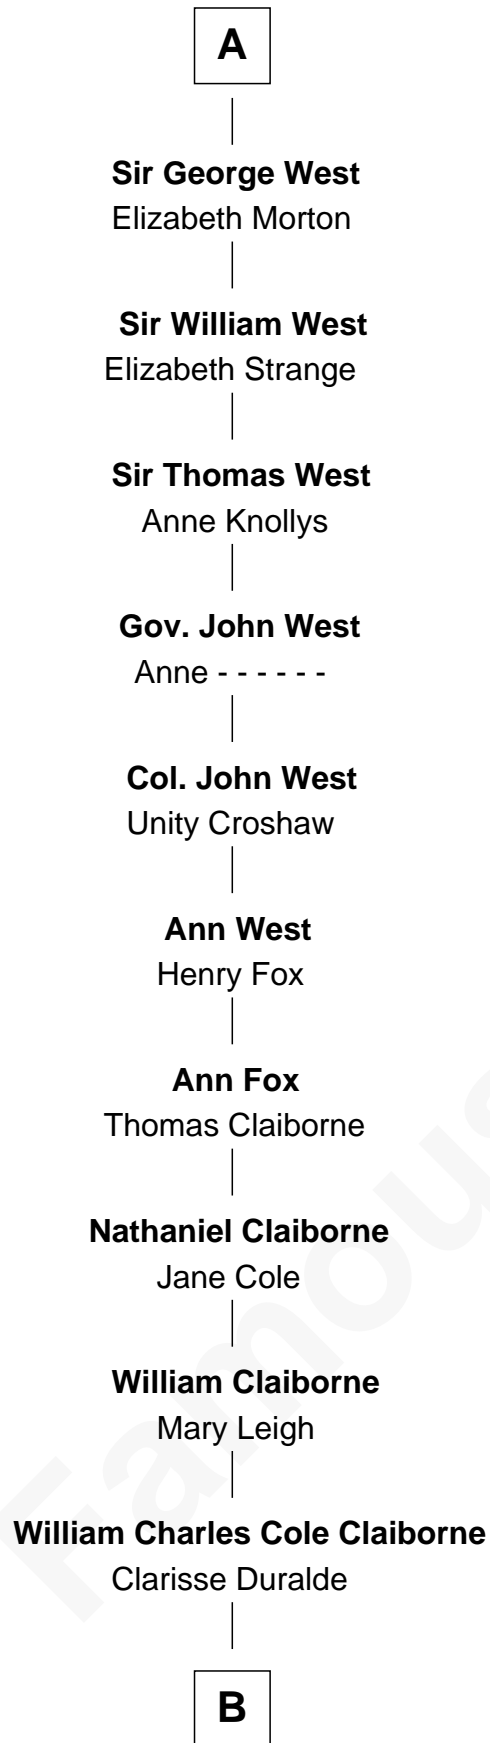 A
Sir George West
Elizabeth Morton
Sir William West
Elizabeth Strange
Sir Thomas West
Anne Knollys
Gov. John West
Anne - - - - - -
Col. John West
Unity Croshaw
Ann West
Henry Fox
Ann Fox
Thomas Claiborne
Nathaniel Claiborne
Jane Cole
William Claiborne
Mary Leigh
William Charles Cole Claiborne
Clarisse Duralde
B
Famous